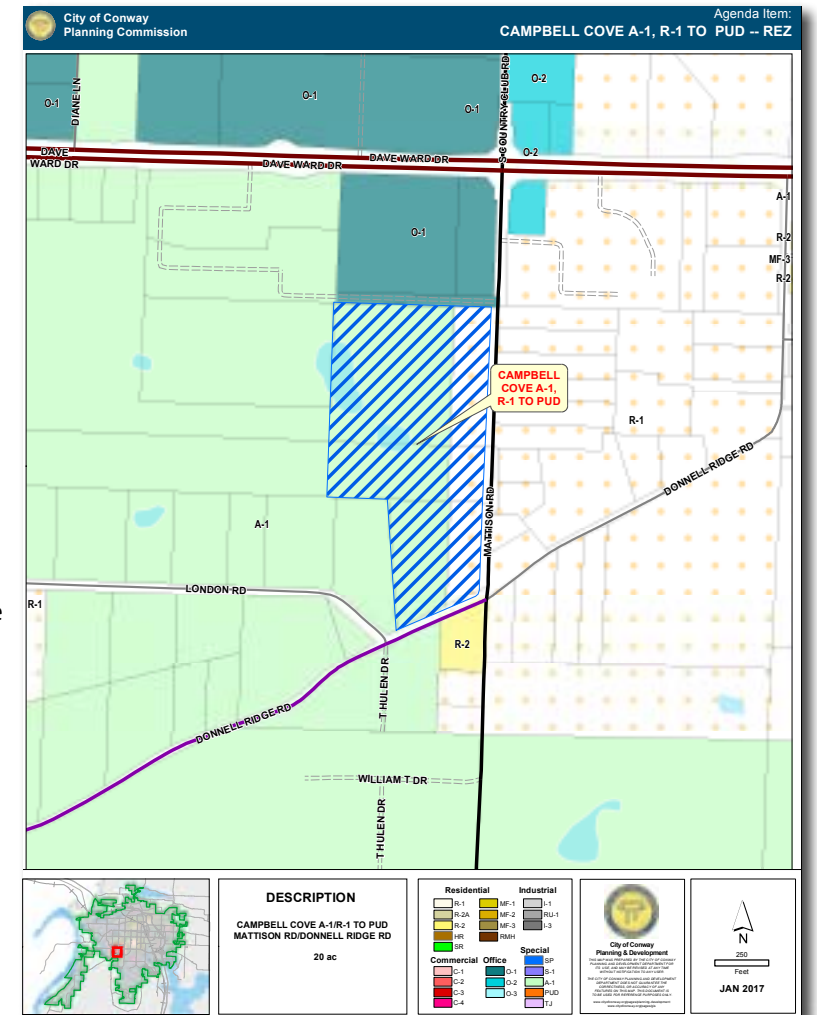 City of Conway
Planning Commission
Agenda Item:
CAMPBELL COVE A-1, R-1 TO PUD -- REZ
O-1
DIANE LN
O-1
O-1
S COUNTRY CLUB RD
O-2
O-2
DAVE
WARD DR
DAVE WARD DR
DAVE WARD DR
A-1
R-2
MF-3
R-2
O-1
CAMPBELL
COVE A-1,
R-1 TO PUD
R-1
DONNELL RIDGE RD
MATTISON RD
A-1
LONDON RD
R-1
e
R-2
T HULEN DR
DONNELL RIDGE RD
WILLIAM T DR
T HULEN DR
DESCRIPTION
CAMPBELL COVE A-1/R-1 TO PUD
MATTISON RD/DONNELL RIDGE RD
20 ac
Residential
R-1
R-2A
R-2
HR
SR
MF-1
MF-2
MF-3
RMH
Industrial
I-1
RU-1
I-3
Commercial
C-1
C-2
C-3
C-4
Office
O-1
O-2
O-3
Special
SP
S-1
A-1
PUD
TJ
City of Conway
Planning & Development
N
250
Feet
JAN 2017